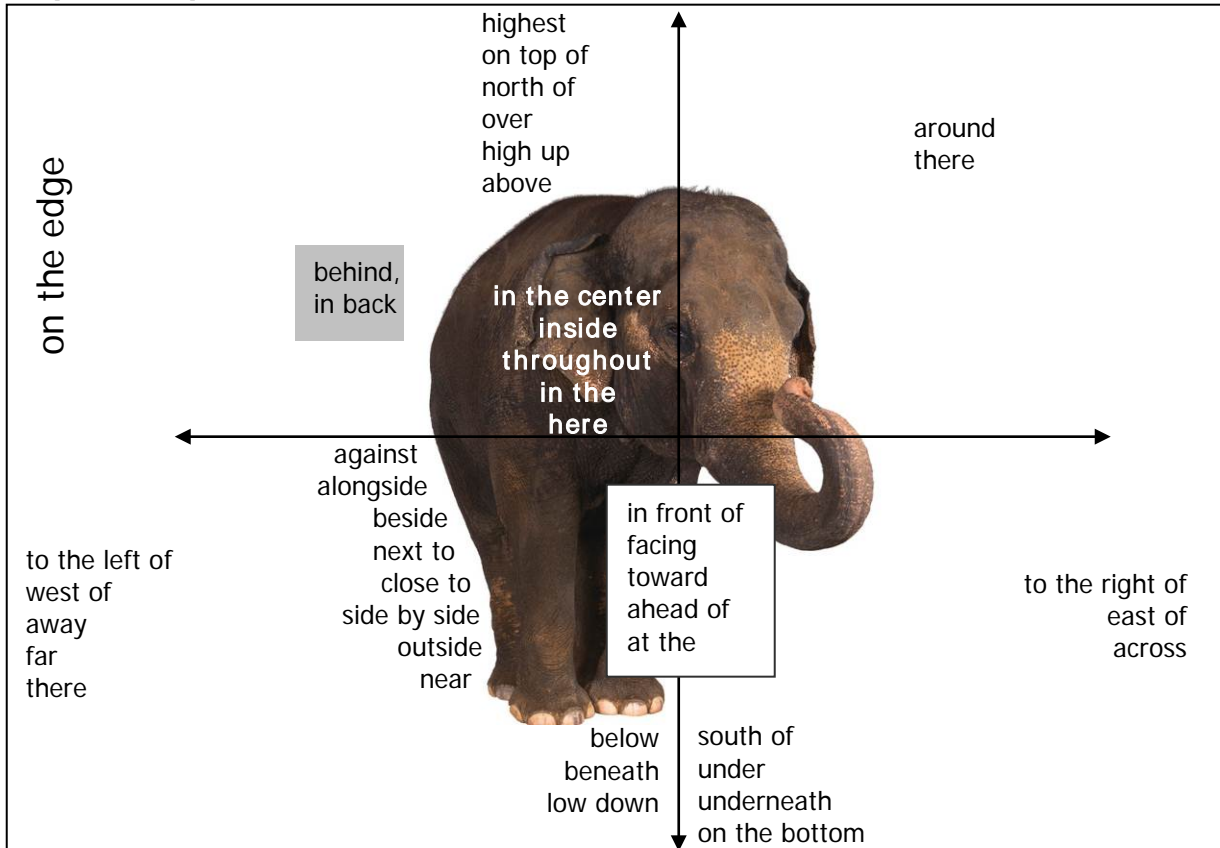 highest
on top of
north of
over
high up
above
around
there
on the edge
behind,
in back
in the center
inside
throughout
in the
here
against
alongside
beside
next to
close to
side by side
outside
near
in front of
facing
toward
ahead of
at the
to the left of
west of
away
far
there
to the right of
east of
across
below
beneath
low down
south of
under
underneath
on the bottom